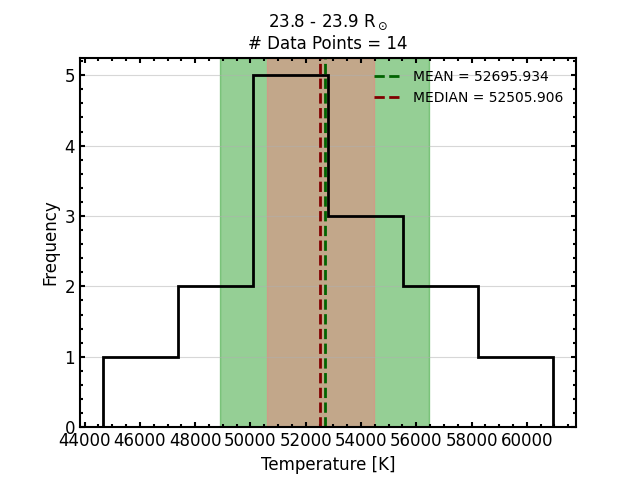 23.8 - 23.9 R⊙
# Data Points = 14
MEAN = 52695.934
MEDIAN = 52505.906
Frequency
5
4
3
2
1
0
44000 46000 48000 50000 52000 54000 56000 58000 60000
Temperature [K]